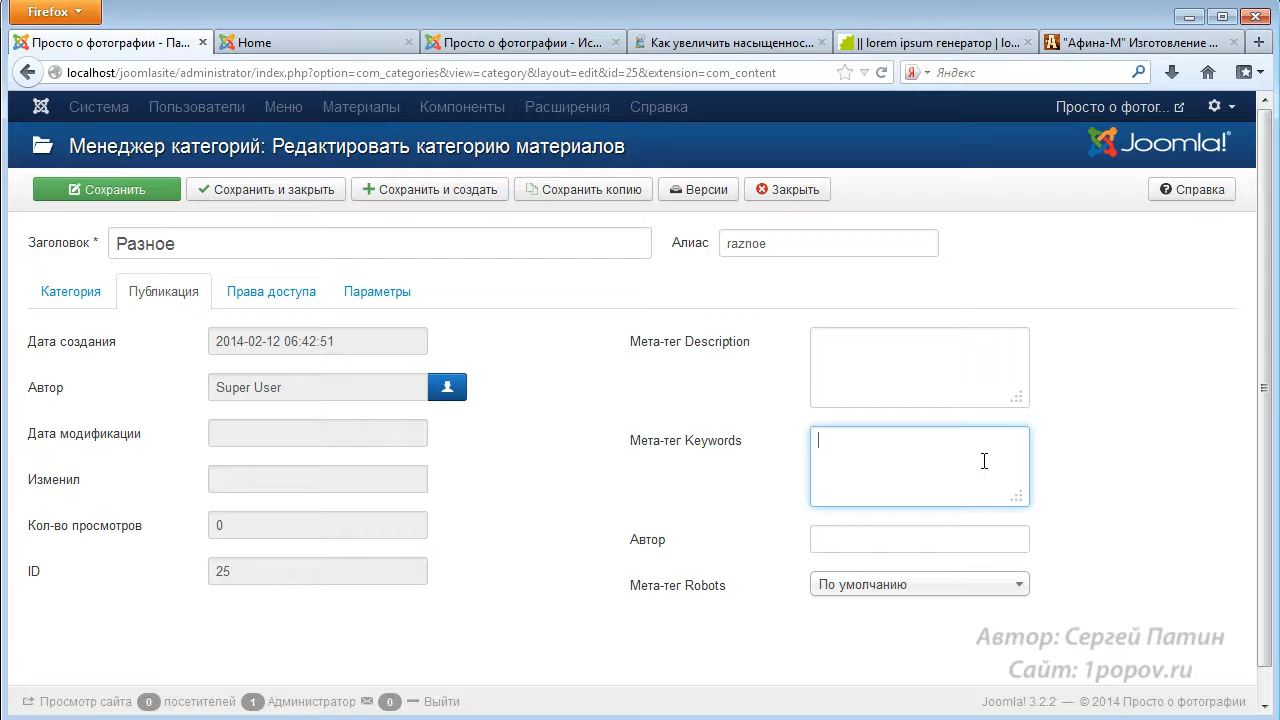 Firefox
Просто о фотографии - Па...
Home
Просто о фотографии - Ис...
Как увеличить насыщеннос...
|| lorem ipsum генератор | lo...
"Афина-М" Изготовление ...
localhost/joomlasite/administrator/index.php?option=com_categories&view=category&layout=edit&id=25&extension=com_content
Яндекс
Система Пользователи Меню Материалы Компоненты Расширения Справка Просто о фотог...
Менеджер категорий: Редактировать категорию материалов
Joomla!
Сохранить
Сохранить и закрыть
Сохранить и создать
Сохранить копию
Версии
Закрыть
Справка
Заголовок * Разное
Алиас raznoe
Категория Публикация Права доступа Параметры
Дата создания 2014-02-12 06:42:51
Автор Super User
Дата модификации
Изменил
Кол-во просмотров 0
ID 25
Мета-тег Description
Мета-тег Keywords
Автор
Мета-тег Robots По умолчанию
Автор: Сергей Патин
Сайт: 1popov.ru
Просмотр сайта 0 посетителей 1 Администратор 0 Выйти
Joomla! 3.2.2 — © 2014 Просто о фотографии